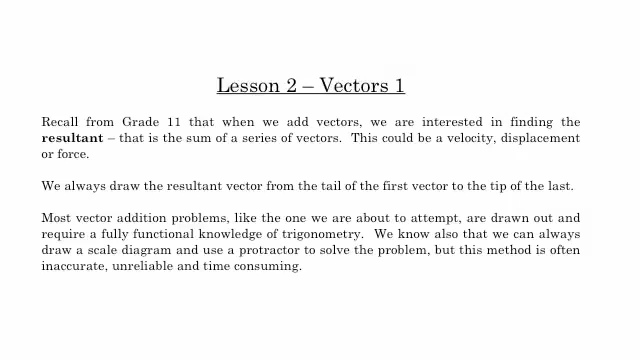 Lesson 2 – Vectors 1
Recall from Grade 11 that when we add vectors, we are interested in finding the
resultant – that is the sum of a series of vectors. This could be a velocity, displacement
or force.
We always draw the resultant vector from the tail of the first vector to the tip of the last.
Most vector addition problems, like the one we are about to attempt, are drawn out and
require a fully functional knowledge of trigonometry. We know also that we can always
draw a scale diagram and use a protractor to solve the problem, but this method is often
inaccurate, unreliable and time consuming.